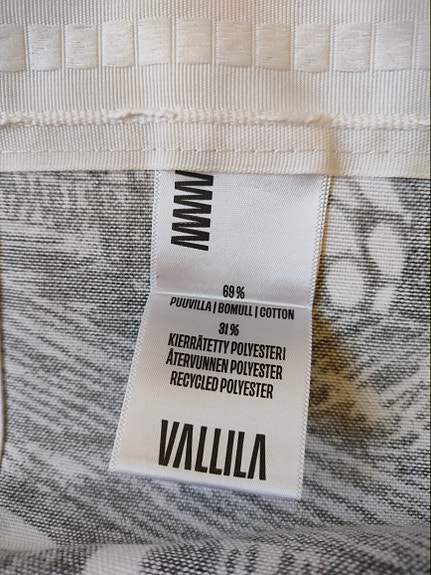 69 %
PUUVILLA | BOMULL | COTTON
31 %
KIERRÄTETTY POLYESTERI
ÅTERVUNNEN POLYESTER
RECYCLED POLYESTER
VALLILA